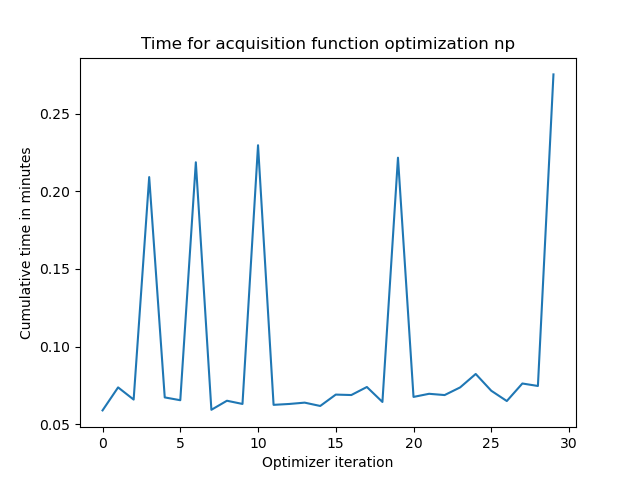 Time for acquisition function optimization np
Cumulative time in minutes
0.25
0.20
0.15
0.10
0.05
0 5 10 15 20 25 30
Optimizer iteration